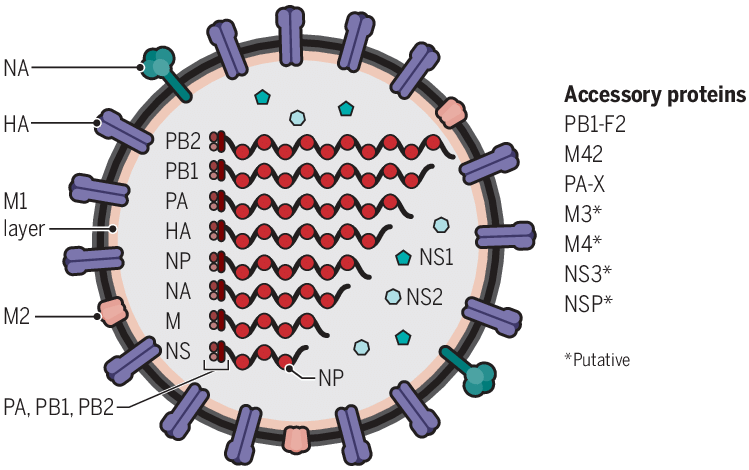 NA
HA
M1
layer
M2
PA, PB1, PB2
PB2
PB1
PA
HA
NP
NA
M
NS
NP
NS1
NS2
Accessory proteins
PB1-F2
M42
PA-X
M3*
M4*
NS3*
NSP*
*Putative